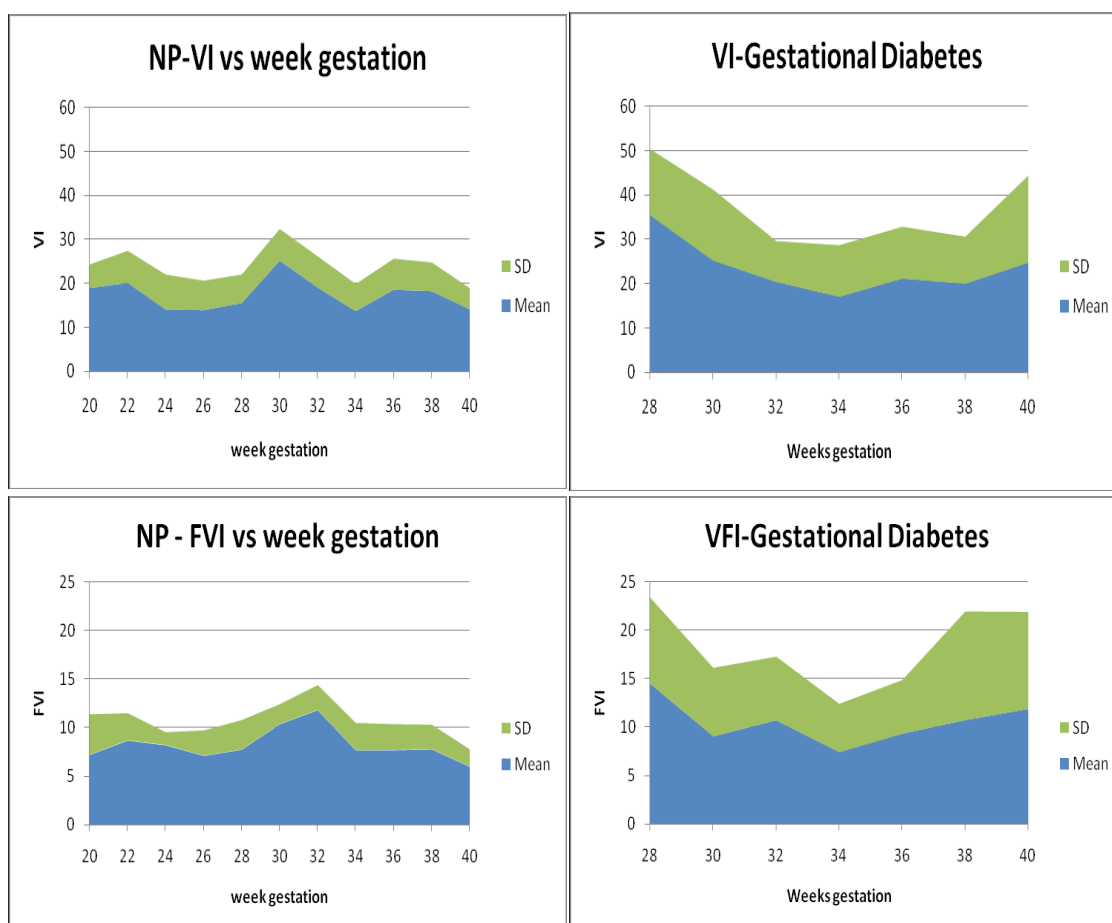 NP-VI vs week gestation
60
50
40
30
20
10
0
VI
20 22 24 26 28 30 32 34 36 38 40
week gestation
SD
Mean
VI-Gestational Diabetes
60
50
40
30
20
10
0
VI
28 30 32 34 36 38 40
Weeks gestation
SD
Mean
NP - FVI vs week gestation
25
20
15
10
5
0
FVI
20 22 24 26 28 30 32 34 36 38 40
week gestation
SD
Mean
VFI-Gestational Diabetes
25
20
15
10
5
0
FVI
28 30 32 34 36 38 40
Weeks gestation
SD
Mean